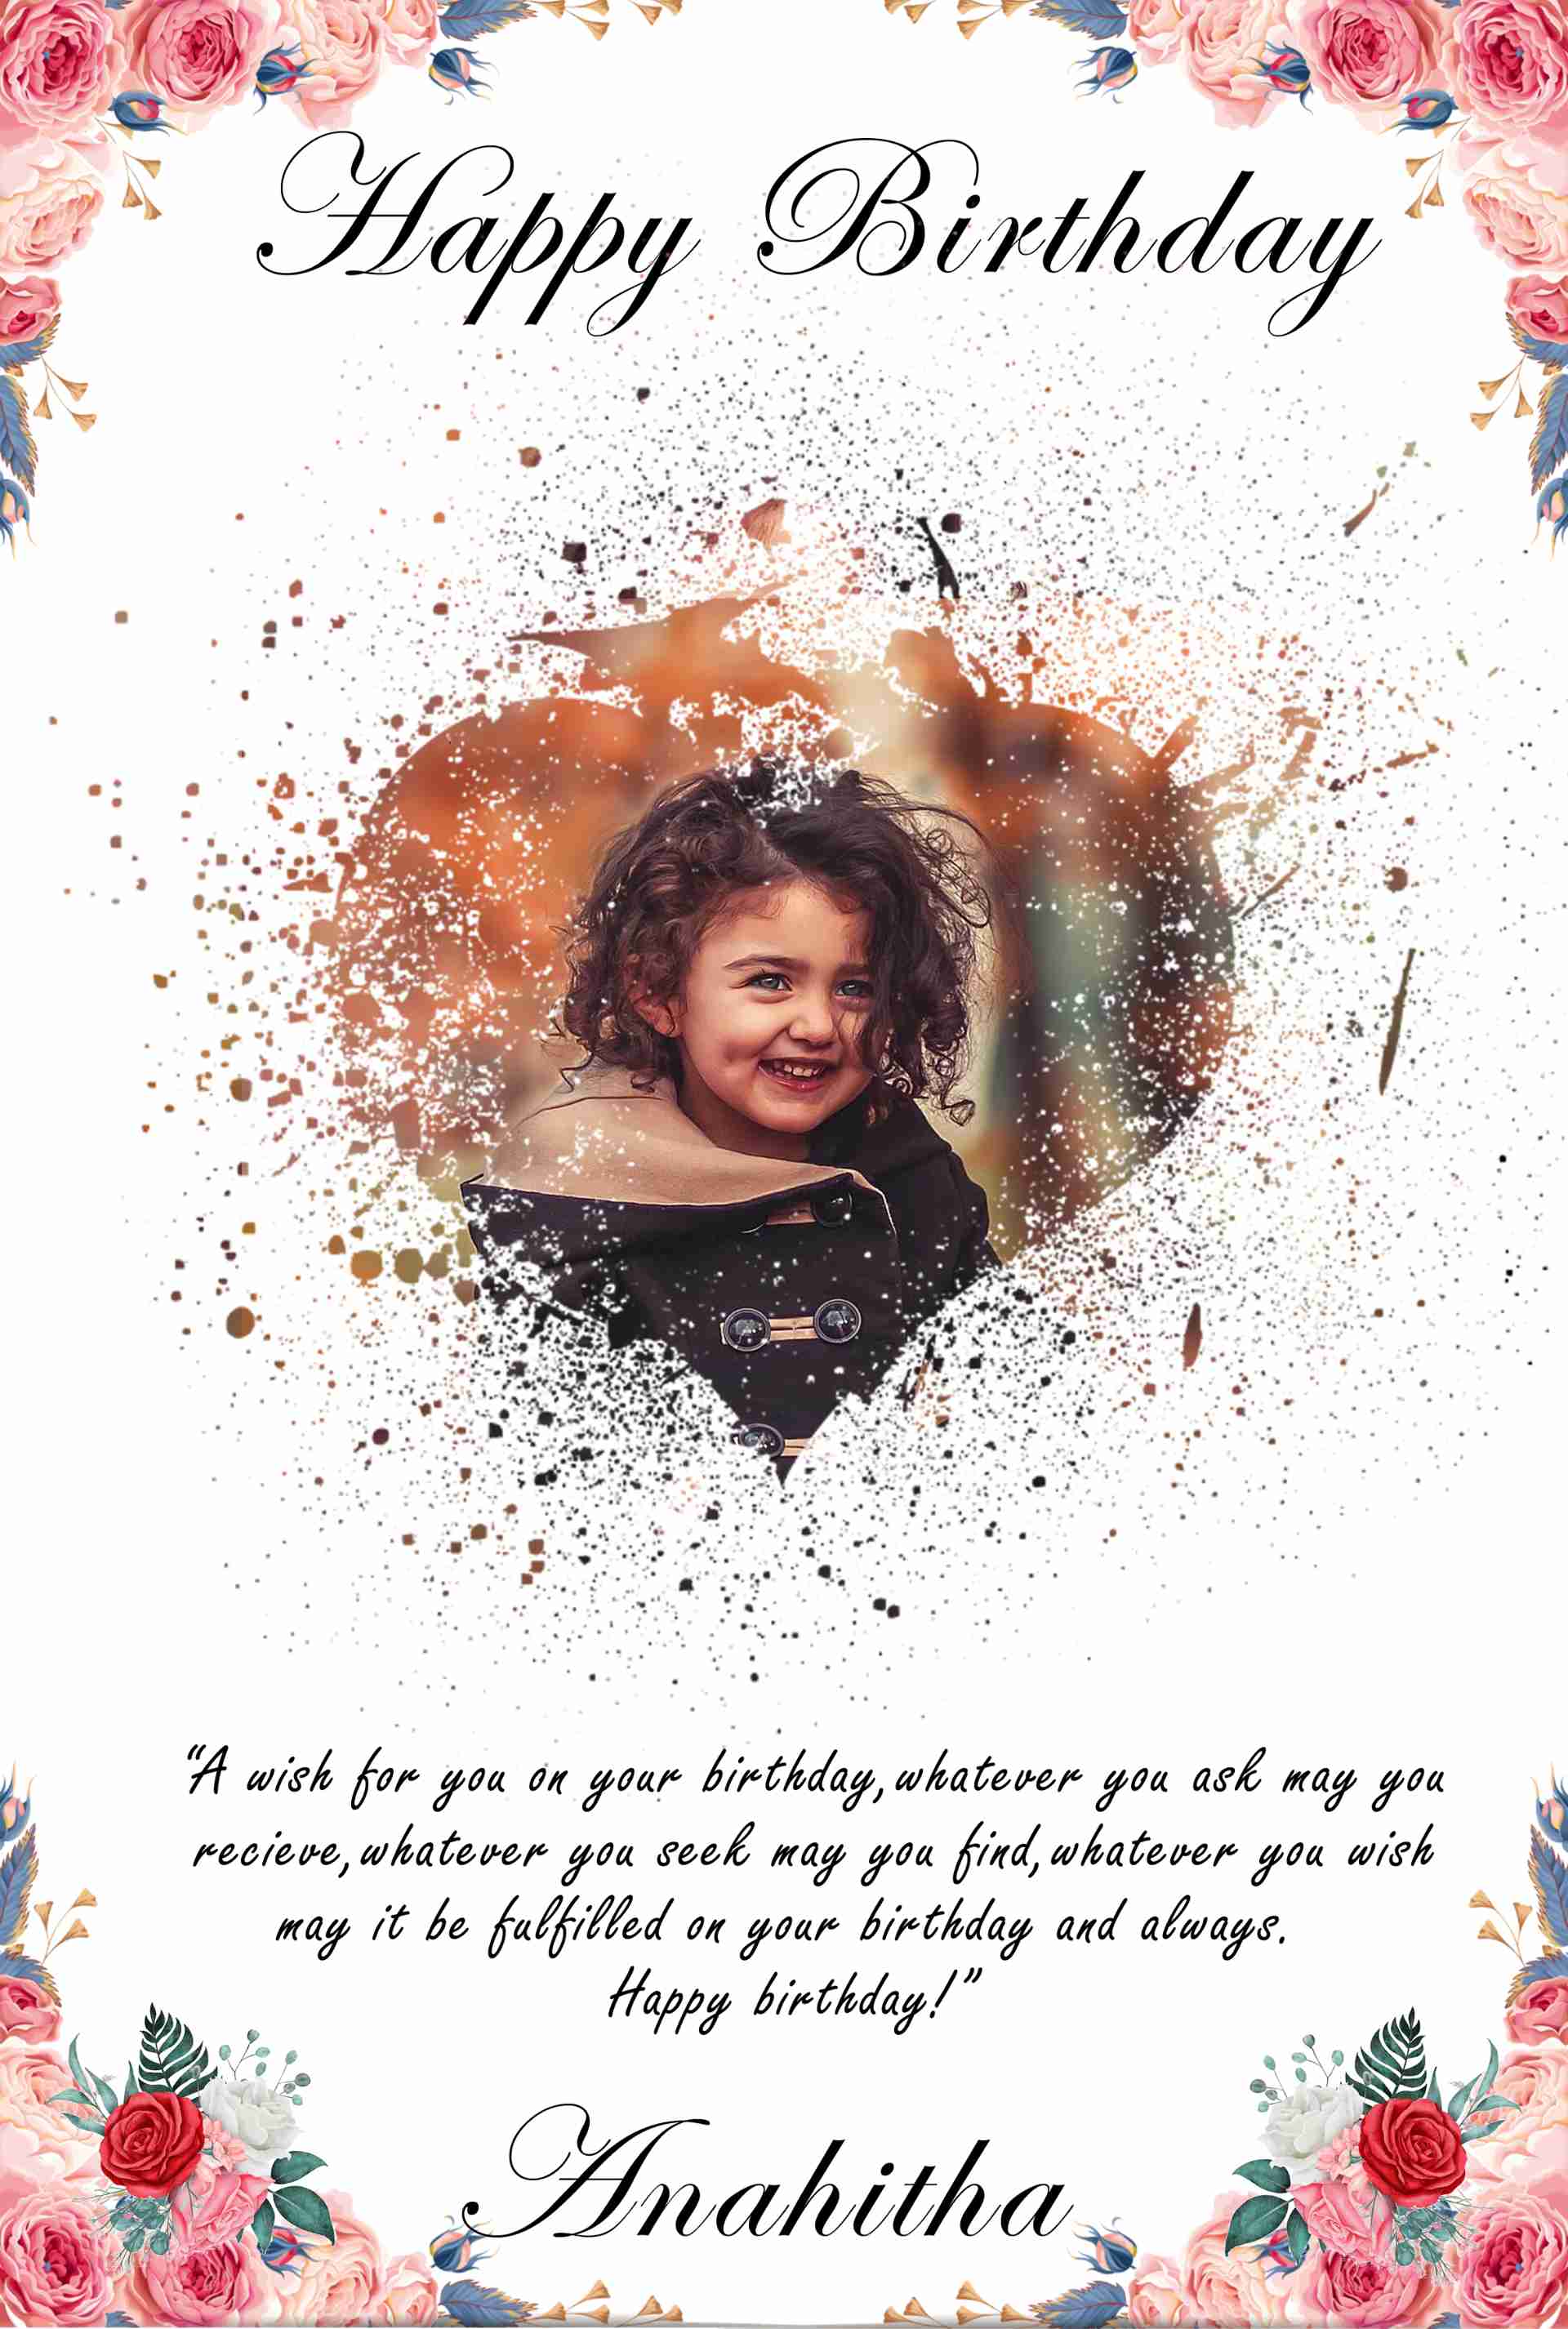 Happy Birthday
“A wish for you on your birthday,whatever you ask may you
recieve,whatever you seek may you find,whatever you wish
may it be fulfilled on your birthday and always.
Happy birthday!”
Anahitha